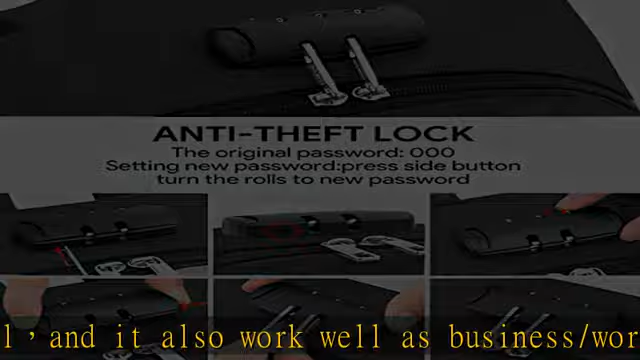 ANTI-THEFT LOCK
The original password: 000
Setting new password:press side button
turn the rolls to new password
l，and it also work well as business/wor